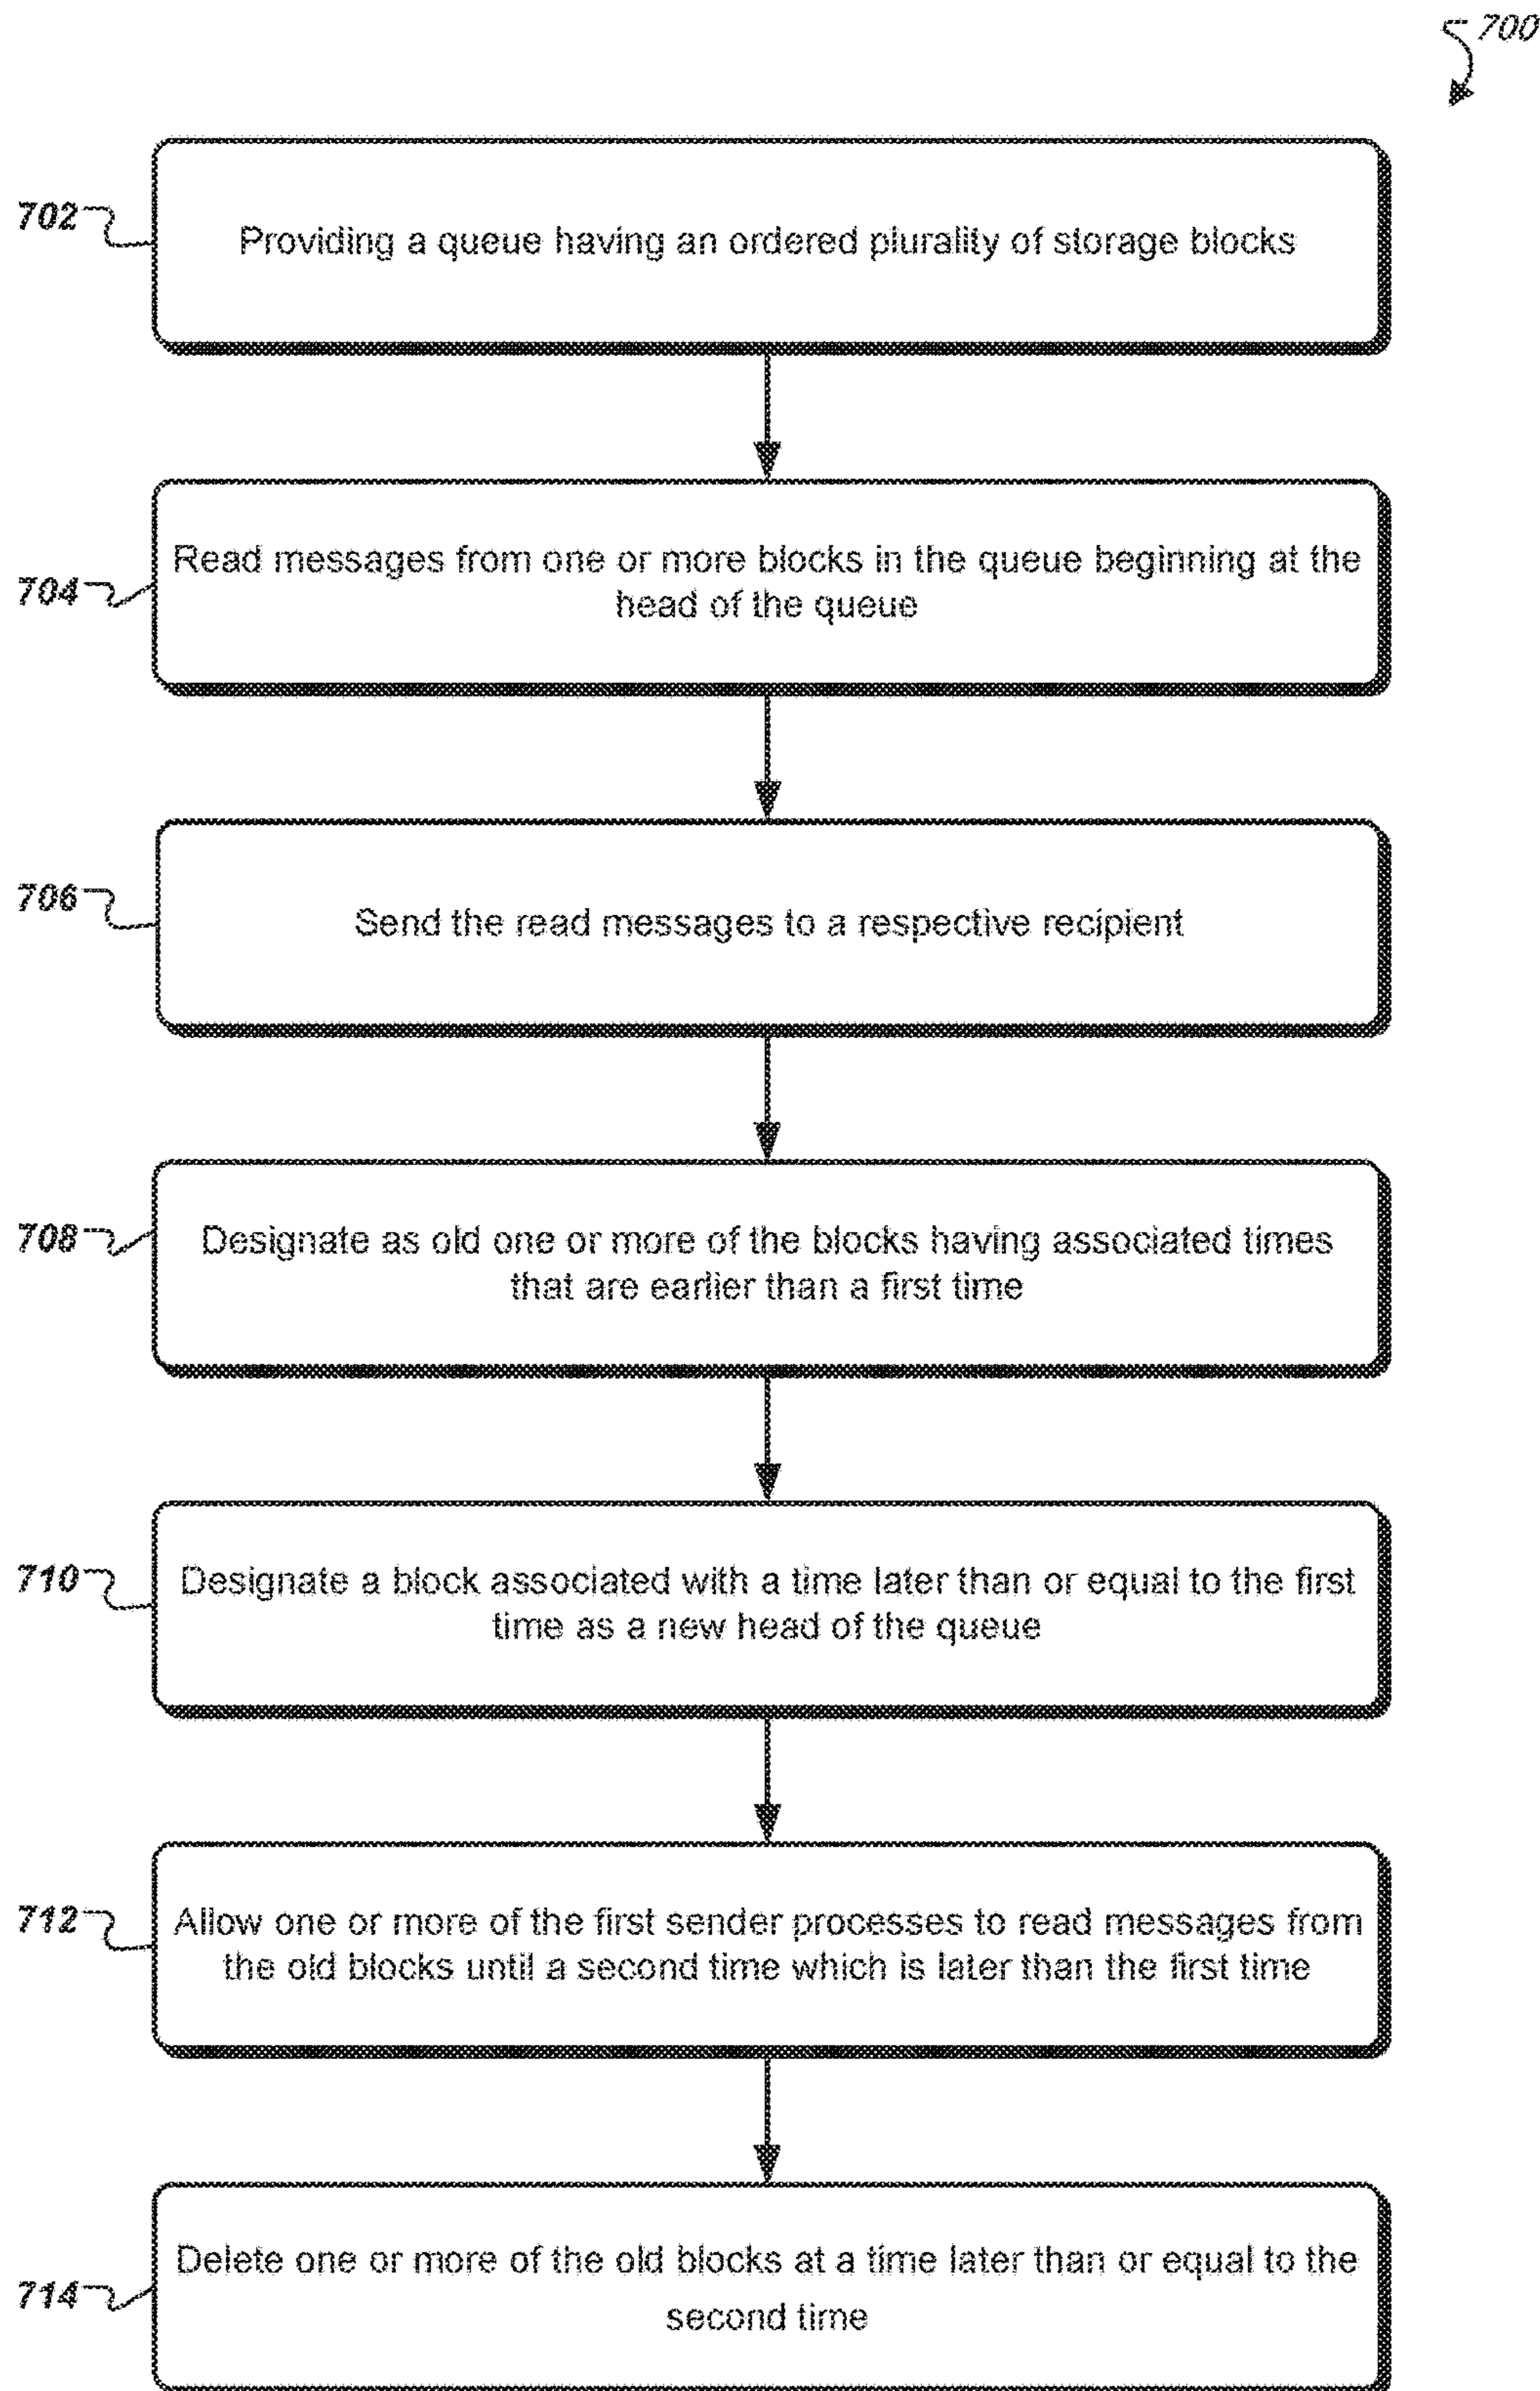 700
702
Providing a queue having an ordered plurality of storage blocks
704
Read messages from one or more blocks in the queue beginning at the
head of the queue
706
Send the read messages to a respective recipient
708
Designate as old one or more of the blocks having associated times
that are earlier than a first time
710
Designate a block associated with a time later than or equal to the first
time as a new head of the queue
712
Allow one or more of the first sender processes to read messages from
the old blocks until a second time which is later than the first time
714
Delete one or more of the old blocks at a time later than or equal to the
second time